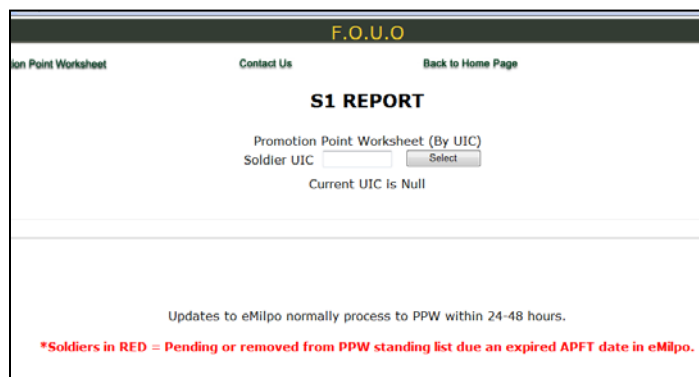 F.O.U.O
ion Point Worksheet Contact Us Back to Home Page
S1 REPORT
Promotion Point Worksheet (By UIC)
Soldier UIC Select
Current UIC is Null
Updates to eMilpo normally process to PPW within 24-48 hours.
*Soldiers in RED = Pending or removed from PPW standing list due an expired APFT date in eMilpo.